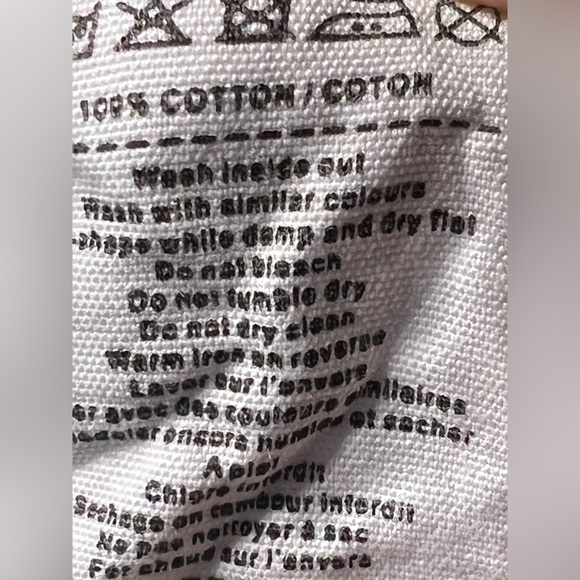 100% COTTON / COTON
Wash inside out
Wash with similar colours
-shape while damp and dry flat
Do not bleach
Do not tumble dry
Do not dry clean
Warm iron on reverse
Laver sur l'envers
er avec des couleurs similaires
encore humide et sécher
A plat
Chlore interdit
Séchage en tambour interdit
Ne pas nettoyer à sec
Fer chaud sur l'envers